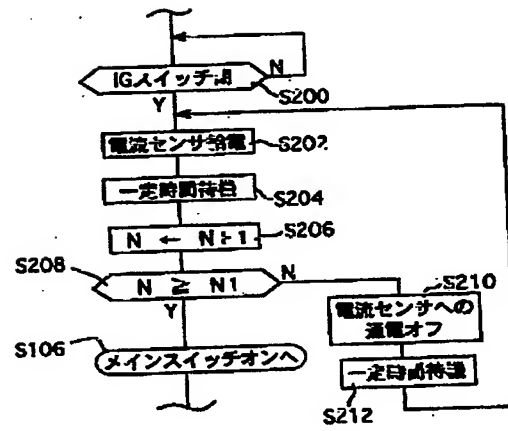 IGスイッチ閉
N
S200
Y
電流センサ給電
S202
一定時間待機
S204
N ← N+1
S206
S208
N ≧ N1
N
S210
Y
電流センサへの
通電オフ
S106
メインスイッチオンへ
一定時間待機
S212